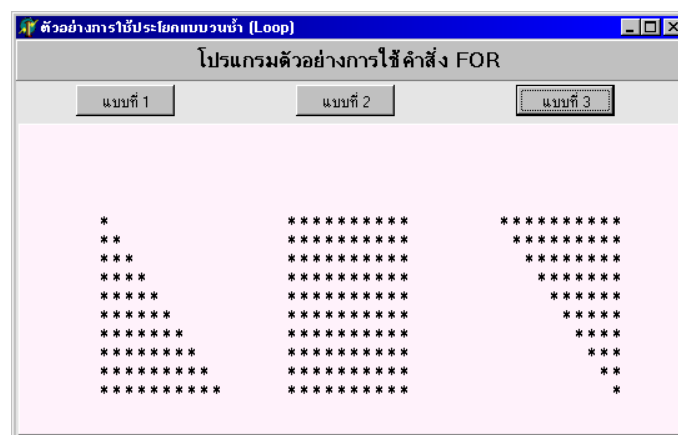 ตัวอย่างการใช้ประโยคแบบวนซ้ำ (Loop)
โปรแกรมตัวอย่างการใช้คำสั่ง FOR
แบบที่ 1 แบบที่ 2 แบบที่ 3
* ********** **********
** ********** *********
*** ********** ********
**** ********** *******
***** ********** ******
****** ********** *****
******* ********** ****
******** ********** ***
********* ********** **
********** ********** *